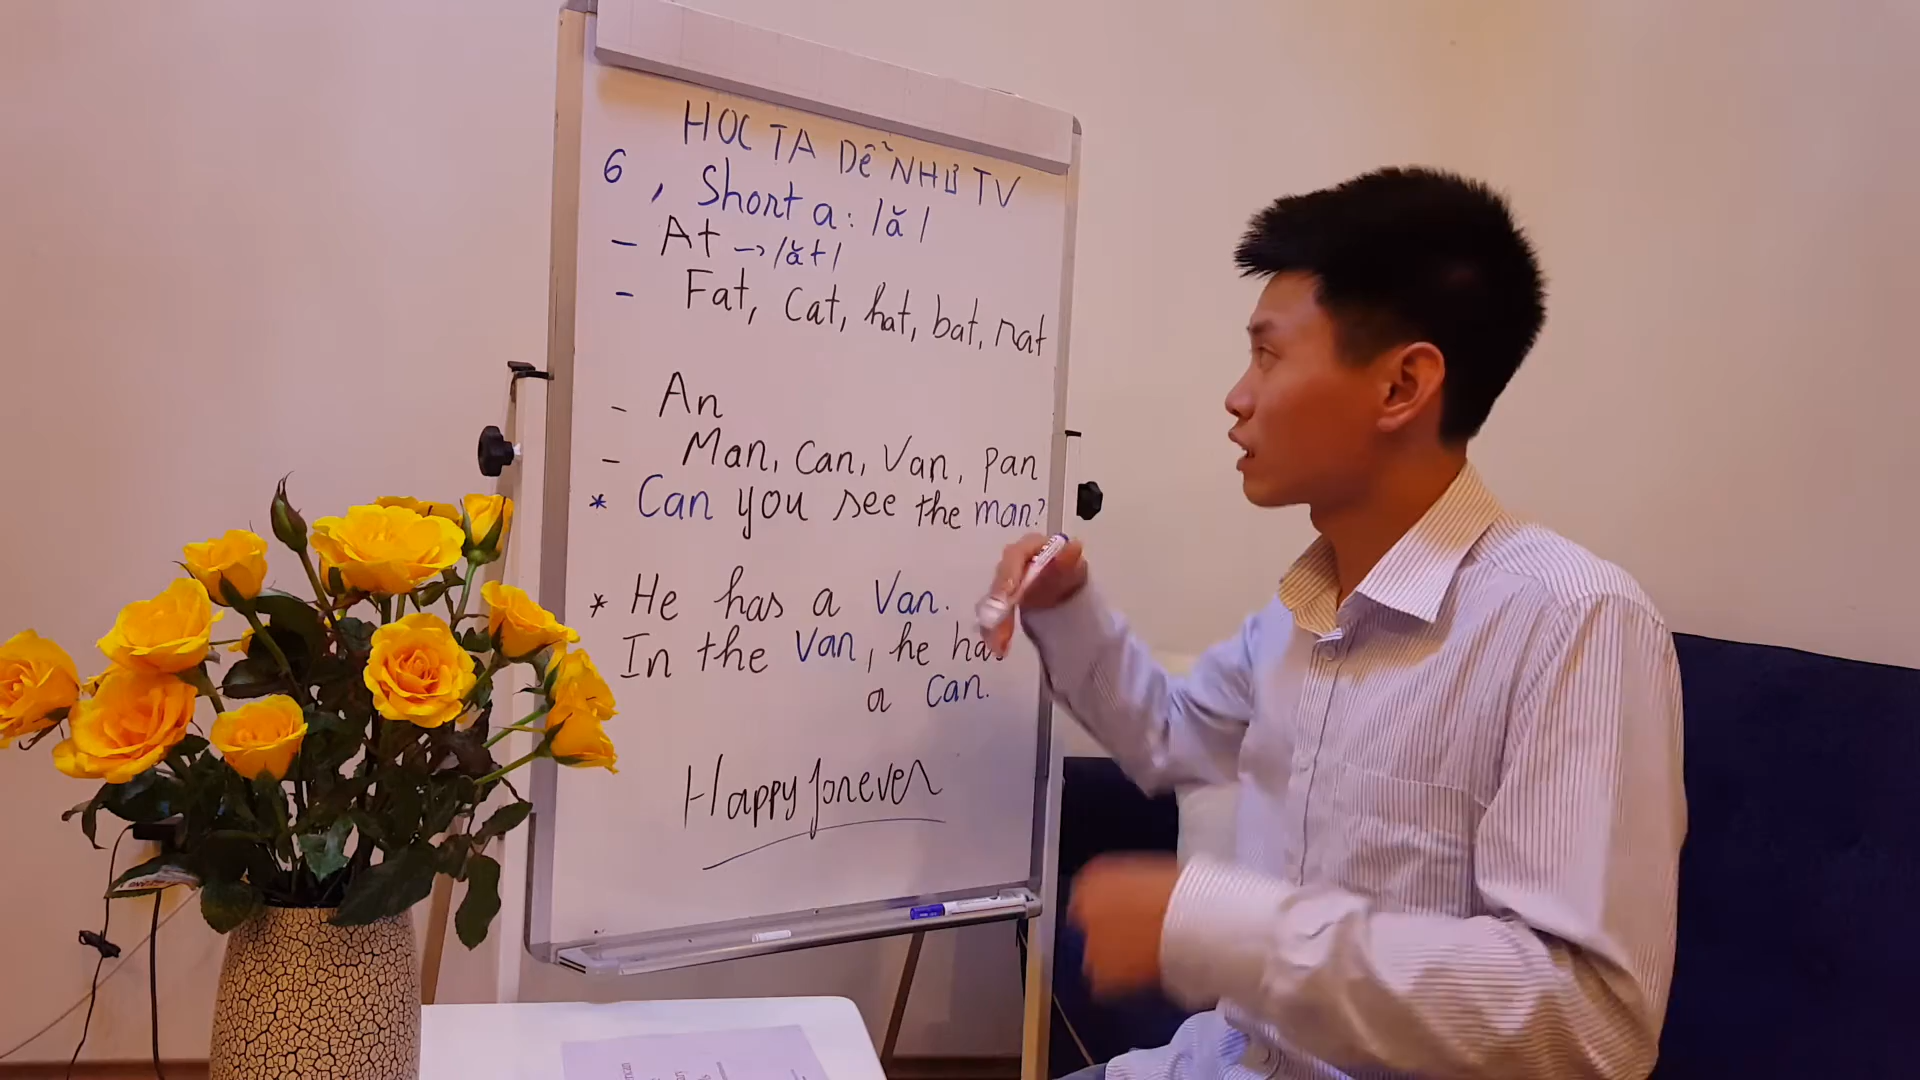 HOC TA DỄ NHƯ TV
6, Short a: /ă/
- At → /ăt/
- Fat, Cat, hat, bat, rat
- An
- Man, Can, Van, pan
* Can you see the man?
* He has a Van.
In the Van, he has
a Can.
Happy forever